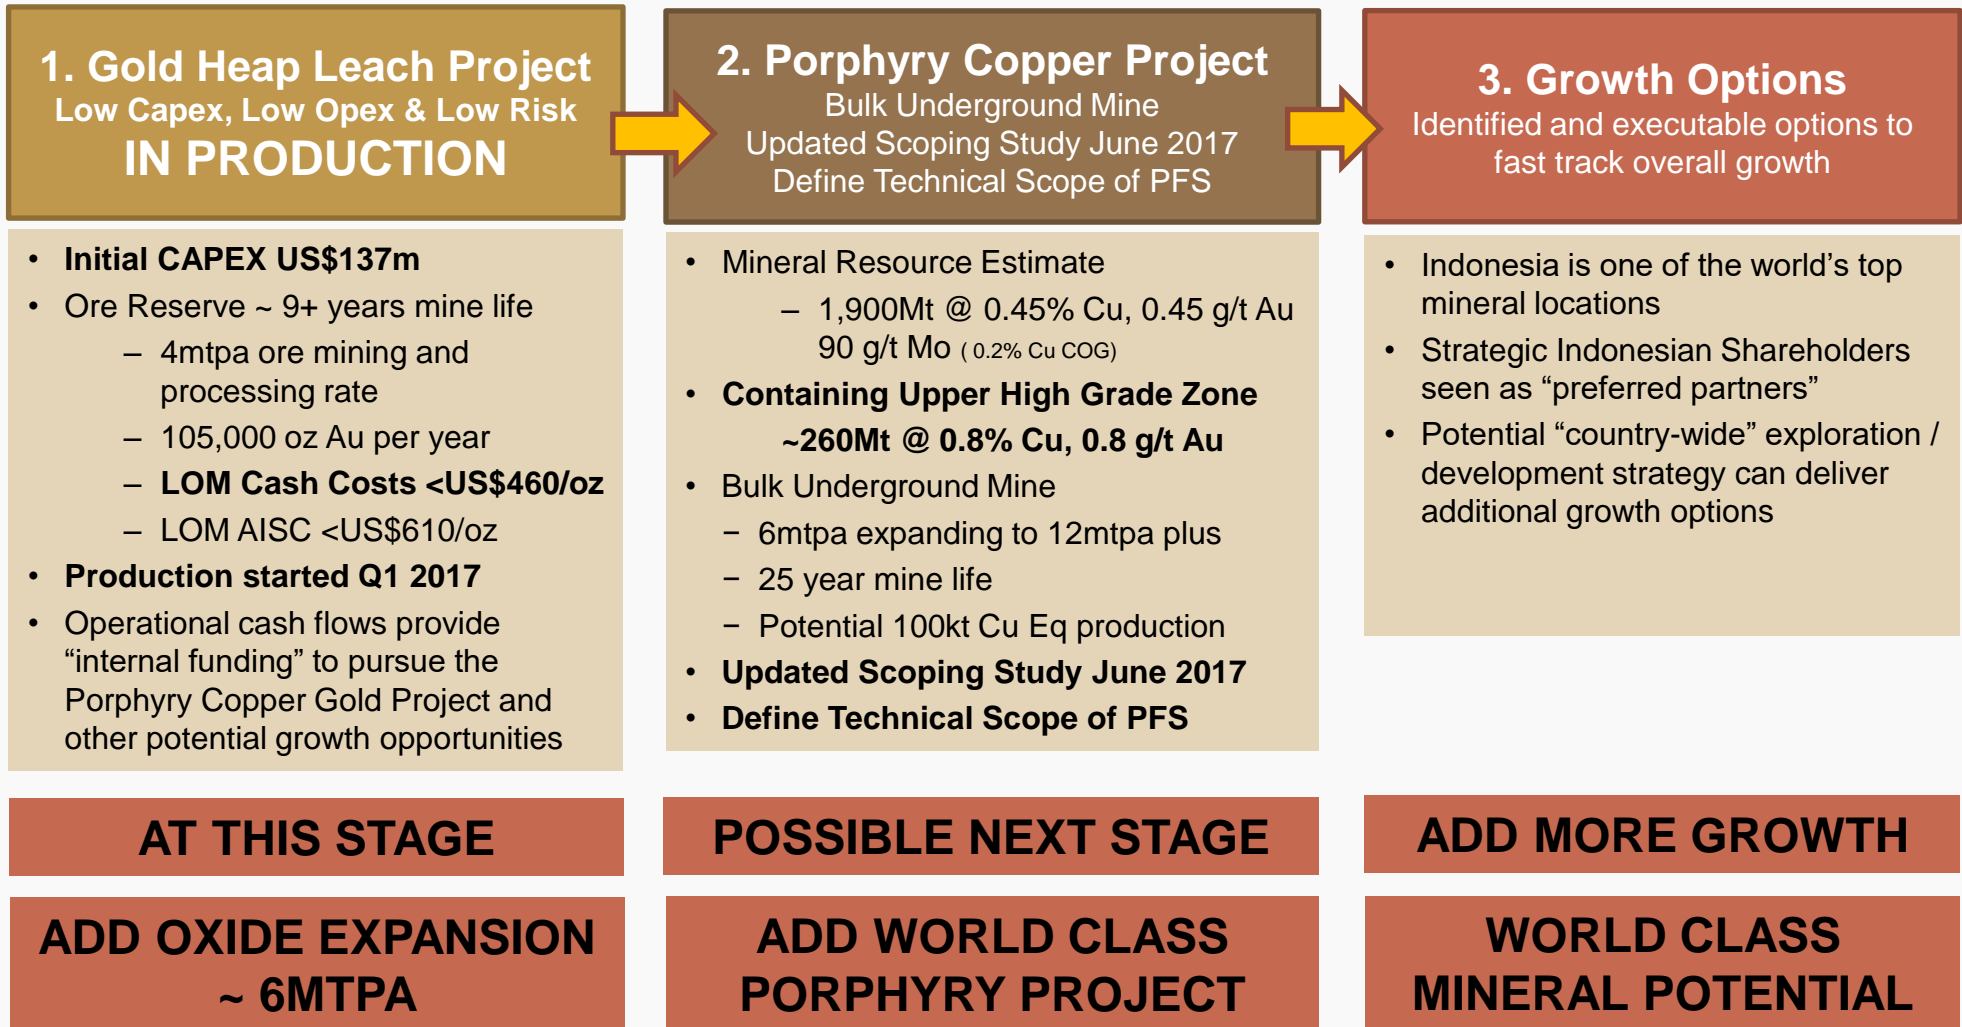 1. Gold Heap Leach Project
Low Capex, Low Opex & Low Risk
IN PRODUCTION
• Initial CAPEX US$137m
• Ore Reserve ~ 9+ years mine life
– 4mtpa ore mining and
processing rate
– 105,000 oz Au per year
– LOM Cash Costs <US$460/oz
– LOM AISC <US$610/oz
• Production started Q1 2017
• Operational cash flows provide
“internal funding” to pursue the
Porphyry Copper Gold Project and
other potential growth opportunities
AT THIS STAGE
ADD OXIDE EXPANSION
~ 6MTPA
2. Porphyry Copper Project
Bulk Underground Mine
Updated Scoping Study June 2017
Define Technical Scope of PFS
• Mineral Resource Estimate
– 1,900Mt @ 0.45% Cu, 0.45 g/t Au
90 g/t Mo ( 0.2% Cu COG)
• Containing Upper High Grade Zone
~260Mt @ 0.8% Cu, 0.8 g/t Au
• Bulk Underground Mine
− 6mtpa expanding to 12mtpa plus
− 25 year mine life
− Potential 100kt Cu Eq production
• Updated Scoping Study June 2017
• Define Technical Scope of PFS
POSSIBLE NEXT STAGE
ADD WORLD CLASS
PORPHYRY PROJECT
3. Growth Options
Identified and executable options to
fast track overall growth
• Indonesia is one of the world’s top
mineral locations
• Strategic Indonesian Shareholders
seen as “preferred partners”
• Potential “country-wide” exploration /
development strategy can deliver
additional growth options
ADD MORE GROWTH
WORLD CLASS
MINERAL POTENTIAL